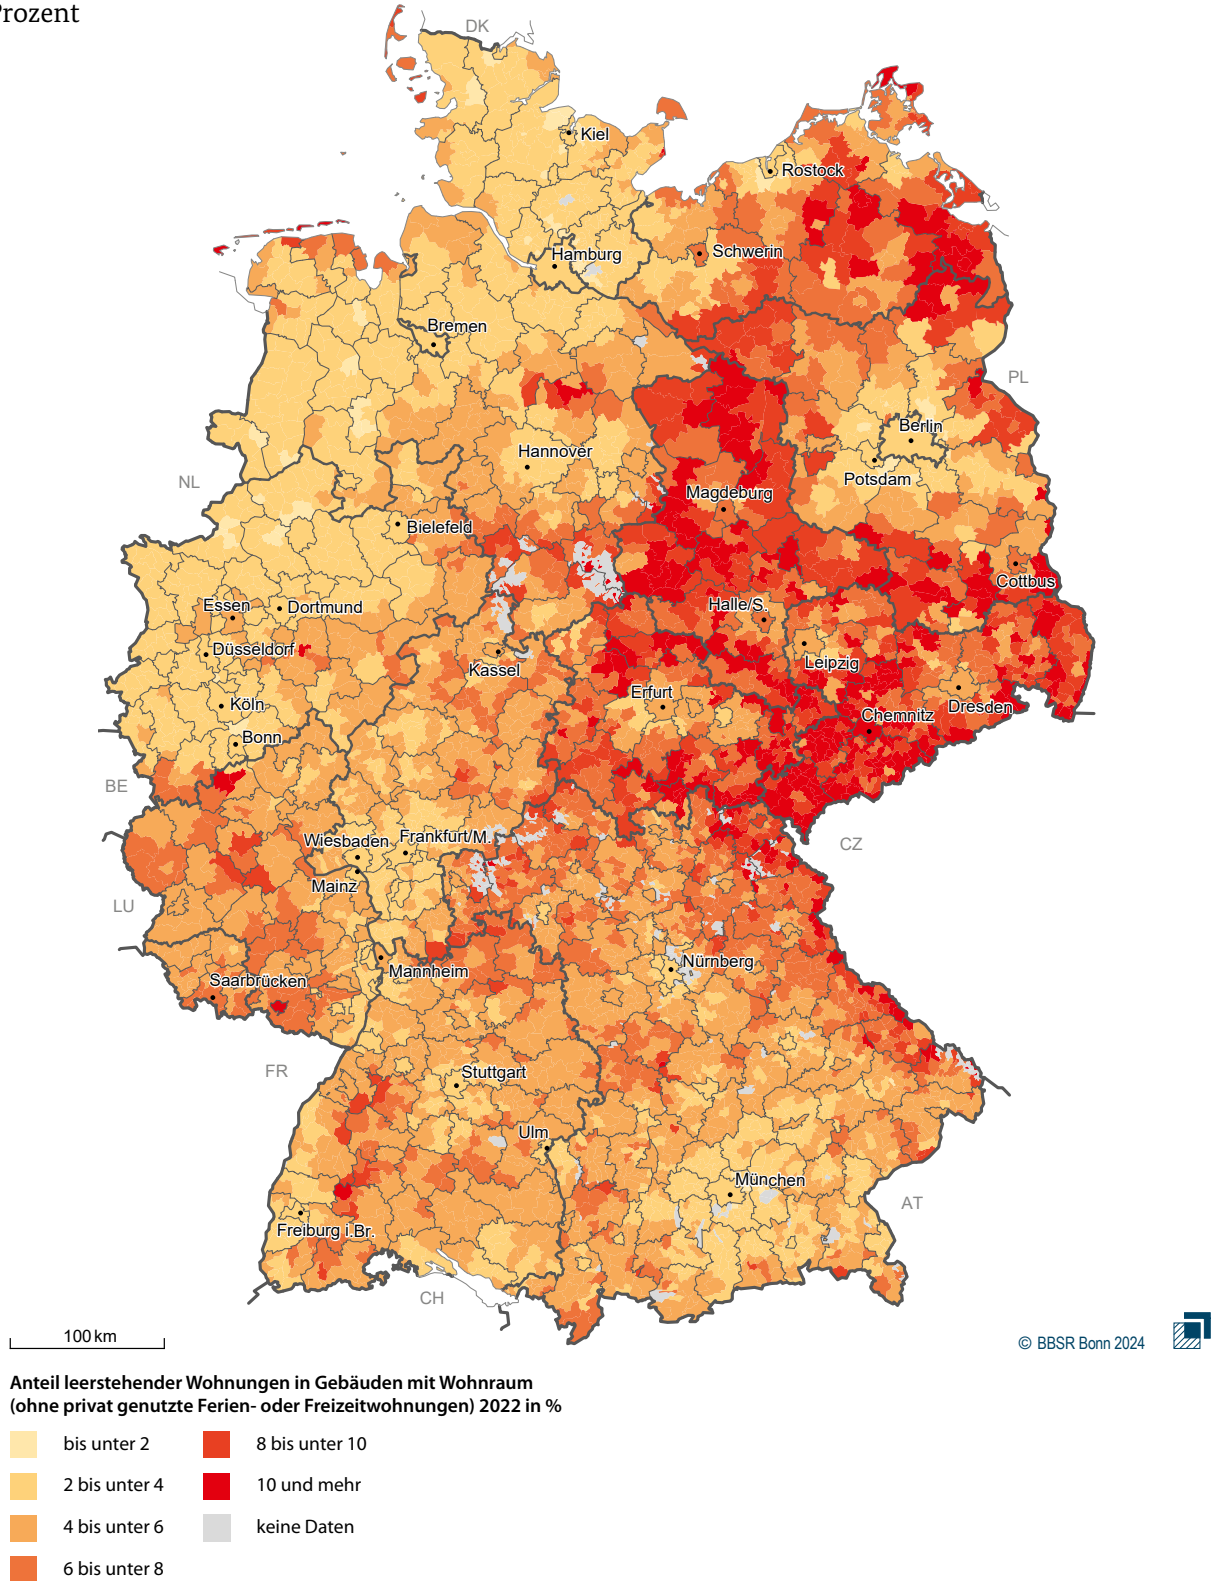 Prozent
DK
Kiel
Rostock
Hamburg
Schwerin
Bremen
PL
Berlin
Hannover
NL
Potsdam
Magdeburg
Bielefeld
Cottbus
Essen
Dortmund
Halle/S.
Düsseldorf
Leipzig
Kassel
Erfurt
Köln
Dresden
Chemnitz
Bonn
BE
Wiesbaden
Frankfurt/M.
CZ
Mainz
LU
Nürnberg
Mannheim
Saarbrücken
FR
Stuttgart
Ulm
München
AT
Freiburg i.Br.
CH
100 km
© BBSR Bonn 2024
Anteil leerstehender Wohnungen in Gebäuden mit Wohnraum
(ohne privat genutzte Ferien- oder Freizeitwohnungen) 2022 in %
bis unter 2
2 bis unter 4
4 bis unter 6
6 bis unter 8
8 bis unter 10
10 und mehr
keine Daten